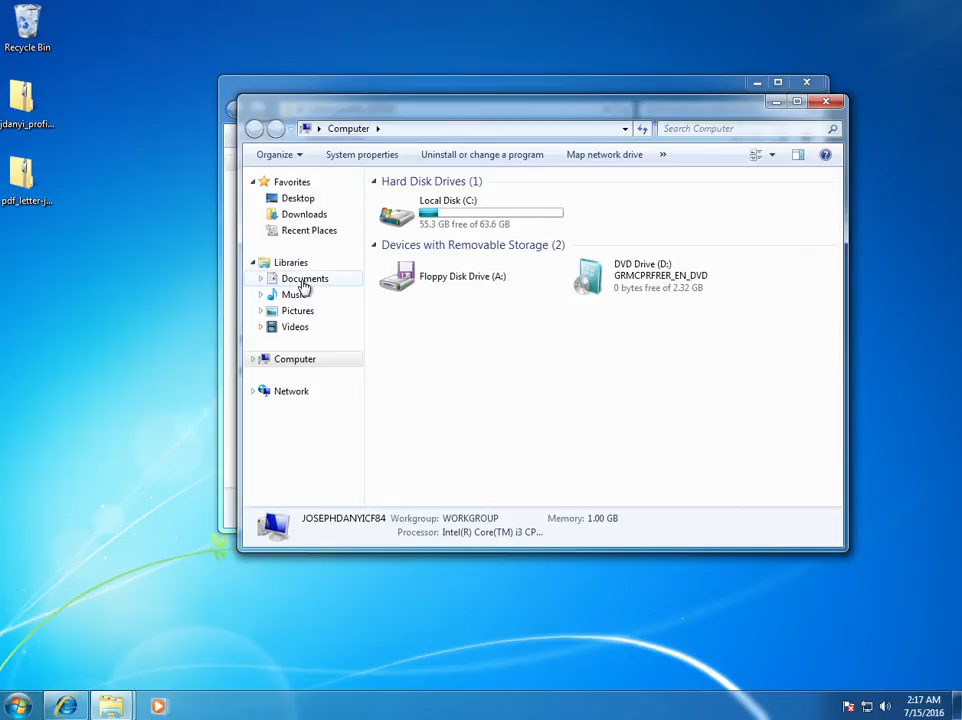 Recycle Bin
jdanyi_profi...
pdf_letter-j...
Computer
Search Computer
Organize
System properties
Uninstall or change a program
Map network drive
»
Favorites
Desktop
Downloads
Recent Places
Libraries
Documents
Music
Pictures
Videos
Computer
Network
Hard Disk Drives (1)
Local Disk (C:)
55.3 GB free of 63.6 GB
Devices with Removable Storage (2)
Floppy Disk Drive (A:)
DVD Drive (D:)
GRMCPRFRER_EN_DVD
0 bytes free of 2.32 GB
JOSEPHDANYICF84 Workgroup: WORKGROUP Memory: 1.00 GB
Processor: Intel(R) Core(TM) i3 CP...
2:17 AM
7/15/2016